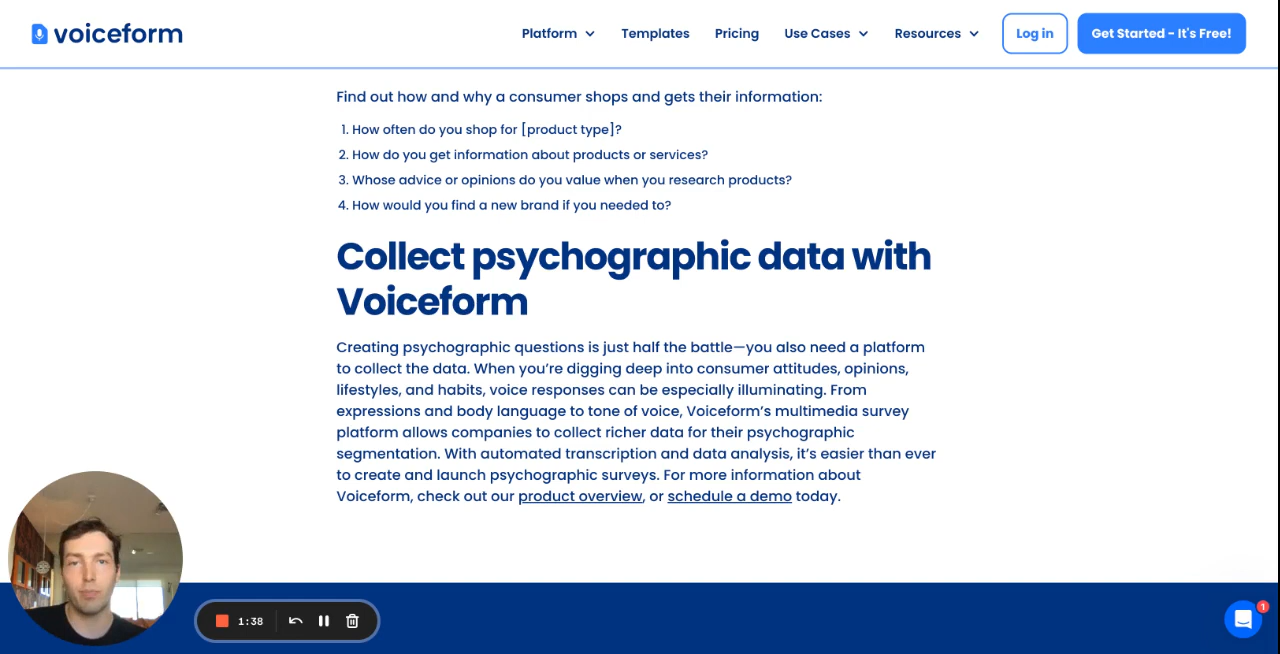 voiceform
Platform
Templates
Pricing
Use Cases
Resources
Log in
Get Started - It's Free!
Find out how and why a consumer shops and gets their information:
1. How often do you shop for [product type]?
2. How do you get information about products or services?
3. Whose advice or opinions do you value when you research products?
4. How would you find a new brand if you needed to?
Collect psychographic data with
Voiceform
Creating psychographic questions is just half the battle—you also need a platform
to collect the data. When you’re digging deep into consumer attitudes, opinions,
lifestyles, and habits, voice responses can be especially illuminating. From
expressions and body language to tone of voice, Voiceform’s multimedia survey
platform allows companies to collect richer data for their psychographic
segmentation. With automated transcription and data analysis, it’s easier than ever
to create and launch psychographic surveys. For more information about
Voiceform, check out our product overview, or schedule a demo today.
1:38
1